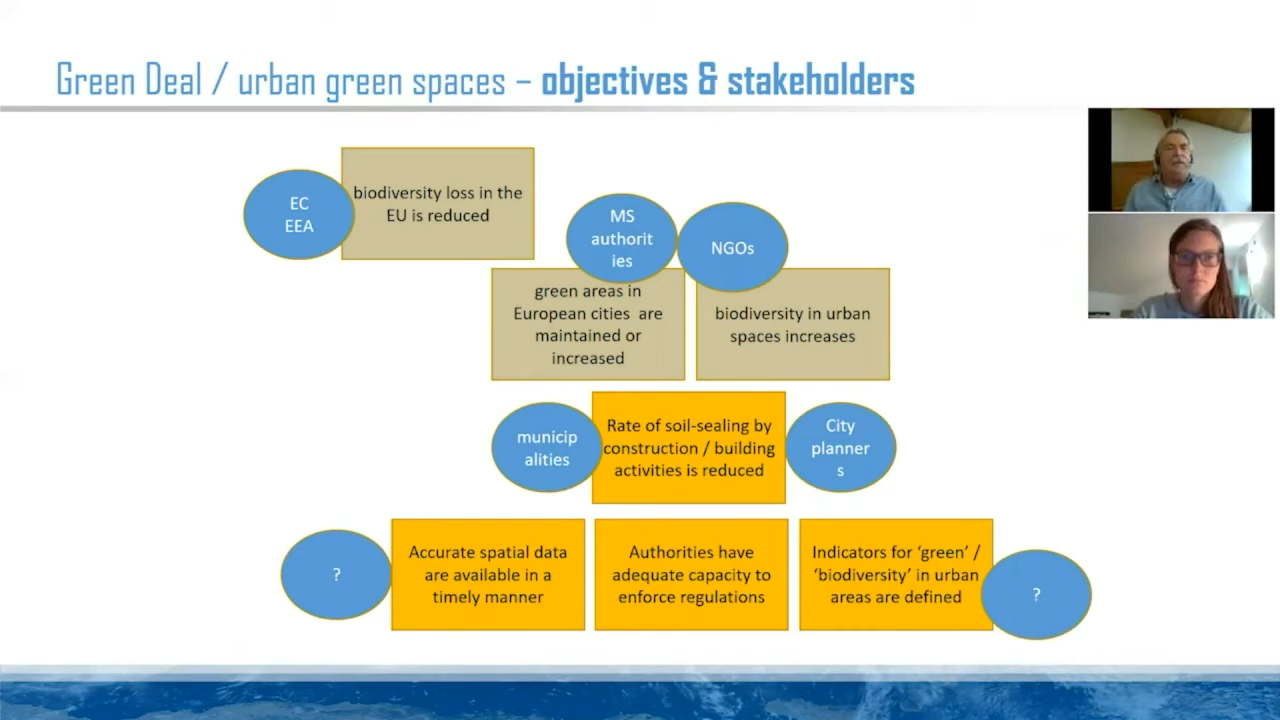 Green Deal / urban green spaces – objectives & stakeholders
EC
EEA
biodiversity loss in the
EU is reduced
MS
authorit
ies
NGOs
green areas in
European cities are
maintained or
increased
biodiversity in urban
spaces increases
municip
alities
Rate of soil-sealing by
construction / building
activities is reduced
City
planner
s
?
Accurate spatial data
are available in a
timely manner
Authorities have
adequate capacity to
enforce regulations
Indicators for ‘green’ /
‘biodiversity’ in urban
areas are defined
?